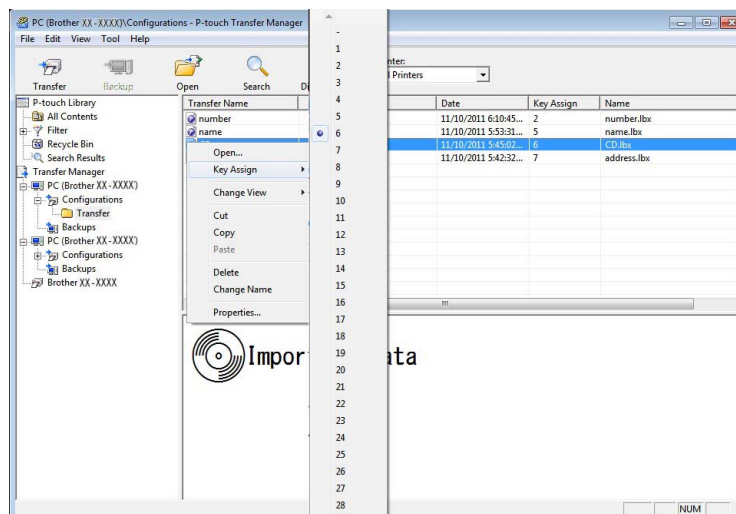 PC (Brother XX-XXXX)\Configurations - P-touch Transfer Manager
File Edit View Tool Help
Transfer Backup Open Search
Printers
P-touch Library
All Contents
Filter
Recycle Bin
Search Results
Transfer Manager
PC (Brother XX-XXXX)
Configurations
Transfer
Backups
PC (Brother XX-XXXX)
Configurations
Backups
Brother XX-XXXX
Transfer Name Date Key Assign Name
number 11/10/2011 6:10:45... 2 number.lbx
name 11/10/2011 5:53:31... 5 name.lbx
11/10/2011 5:45:02... 6 CD.lbx
11/10/2011 5:42:32... 7 address.lbx
Open...
Key Assign
Change View
Cut
Copy
Paste
Delete
Change Name
Properties...
-
1
2
3
4
5
6
7
8
9
10
11
12
13
14
15
16
17
18
19
20
21
22
23
24
25
26
27
28
Impor
ata
NUM